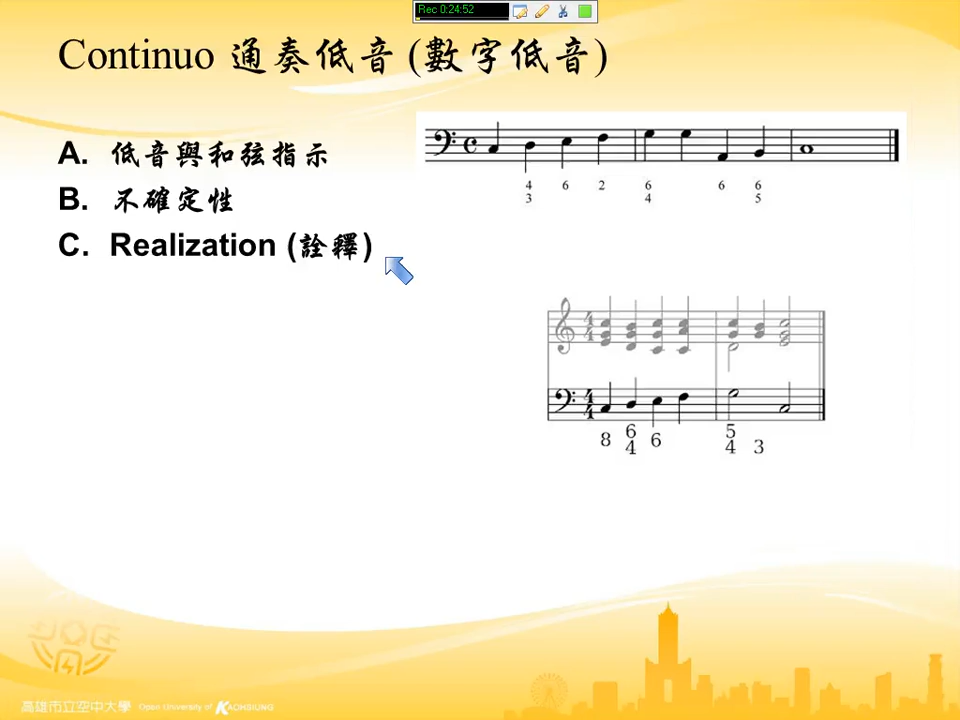 Rec 0:24:52
Continuo 通奏低音 (數字低音)
A. 低音與和弦指示
B. 不確定性
C. Realization (詮釋)
4 6 2 6 6 6
3 4 5
8 6 6 5
4 4 3
高雄市立空中大學 Open University of KAOHSIUNG